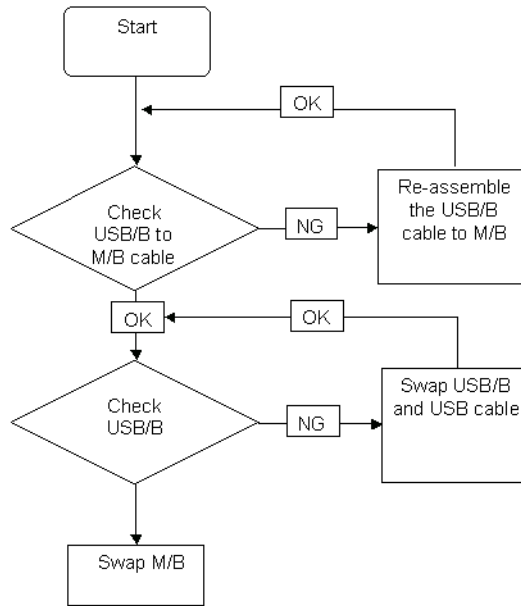 Start
OK
Check
USB/B to
M/B cable
NG
Re-assemble
the USB/B
cable to M/B
OK
OK
Check
USB/B
NG
Swap USB/B
and USB cable
Swap M/B